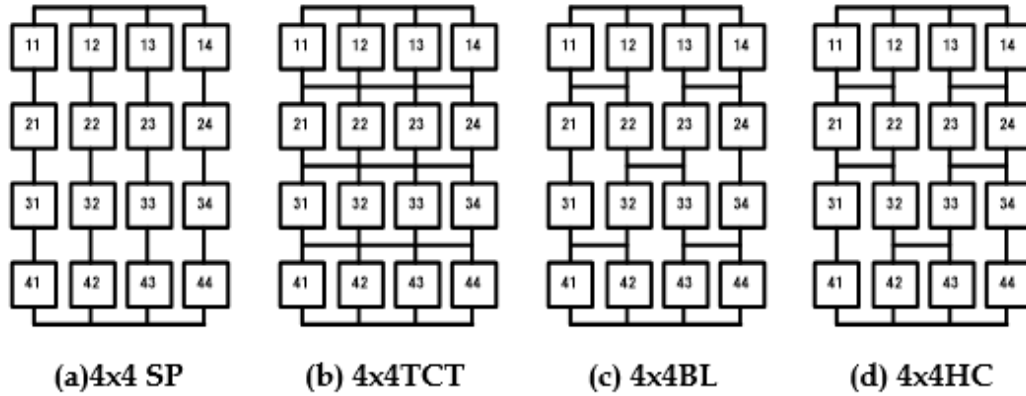 11 12 13 14 11 12 13 14 11 12 13 14 11 12 13 14
21 22 23 24 21 22 23 24 21 22 23 24 21 22 23 24
31 32 33 34 31 32 33 34 31 32 33 34 31 32 33 34
41 42 43 44 41 42 43 44 41 42 43 44 41 42 43 44
(a)4x4 SP (b) 4x4TCT (c) 4x4BL (d) 4x4HC